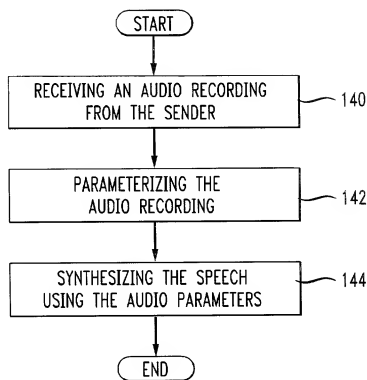 START
RECEIVING AN AUDIO RECORDING
FROM THE SENDER
140
PARAMETERIZING THE
AUDIO RECORDING
142
SYNTHESIZING THE SPEECH
USING THE AUDIO PARAMETERS
144
END